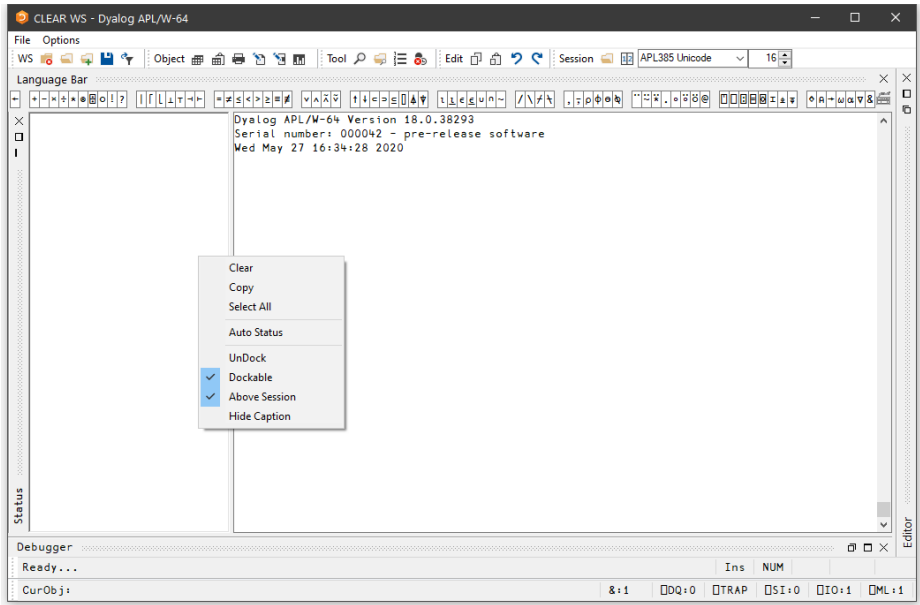 CLEAR WS - Dyalog APL/W-64
File Options
WS Object Tool Edit Session APL385 Unicode 16
Language Bar
Dyalog APL/W-64 Version 18.0.38293
Serial number: 000042 - pre-release software
Wed May 27 16:34:28 2020
Clear
Copy
Select All
Auto Status
UnDock
Dockable
Above Session
Hide Caption
Status
Editor
Debugger
Ready... Ins NUM
CurObj: &:1 ⎕DQ:0 ⎕TRAP ⎕SI:0 ⎕IO:1 ⎕ML:1